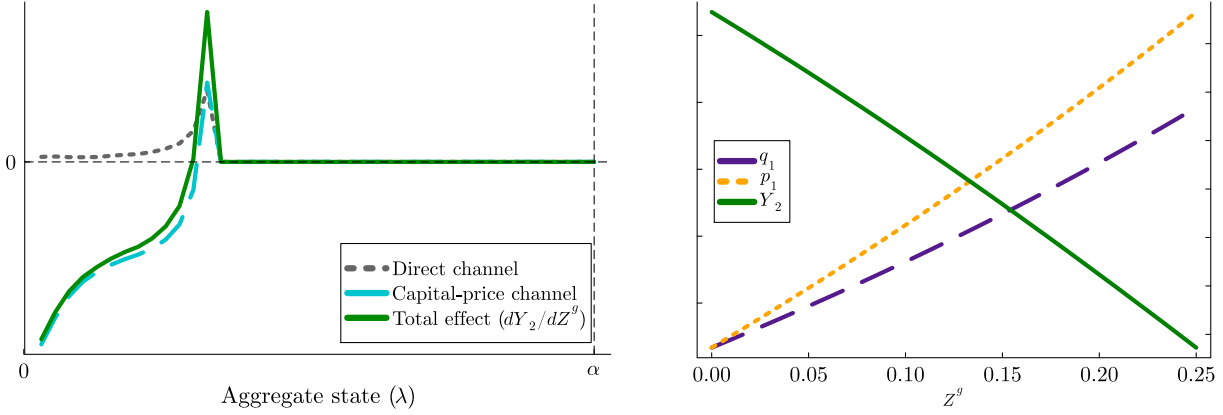 0
Direct channel
Capital-price channel
Total effect (dY₂/dZᵍ)
0
α
Aggregate state (λ)
q₁
p₁
Y₂
0.00
0.05
0.10
0.15
0.20
0.25
Zᵍ